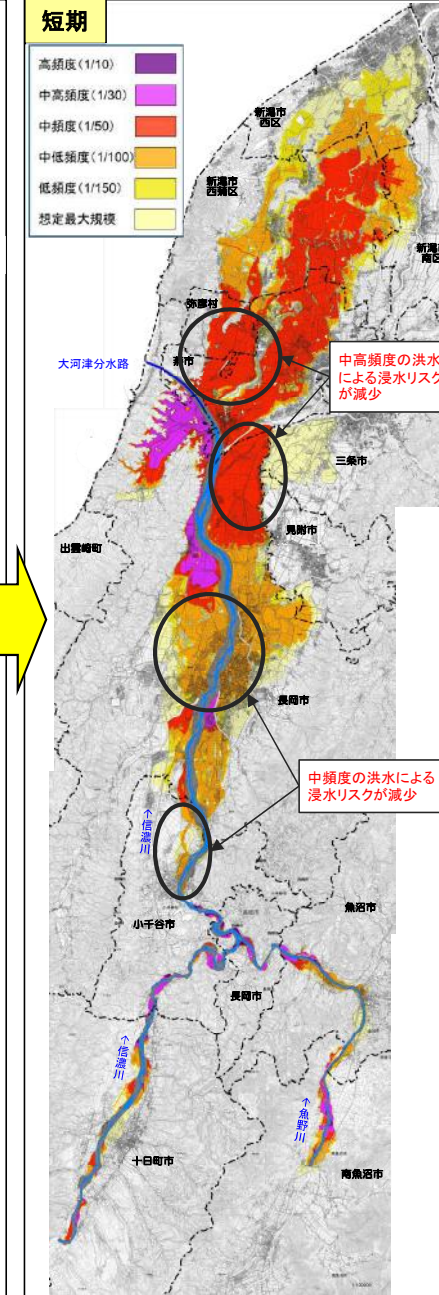 短期
高頻度(1/10)
中高頻度(1/30)
中頻度(1/50)
中低頻度(1/100)
低頻度(1/150)
想定最大規模
新潟市
西区
新潟市
西蒲区
新潟市
南区
弥彦村
燕市
大河津分水路
中高頻度の洪水
による浸水リスク
が減少
三条市
見附市
出雲崎町
長岡市
中頻度の洪水による
浸水リスクが減少
↑信濃川
小千谷市
魚沼市
長岡市
↑信濃川
↑魚野川
十日町市
南魚沼市